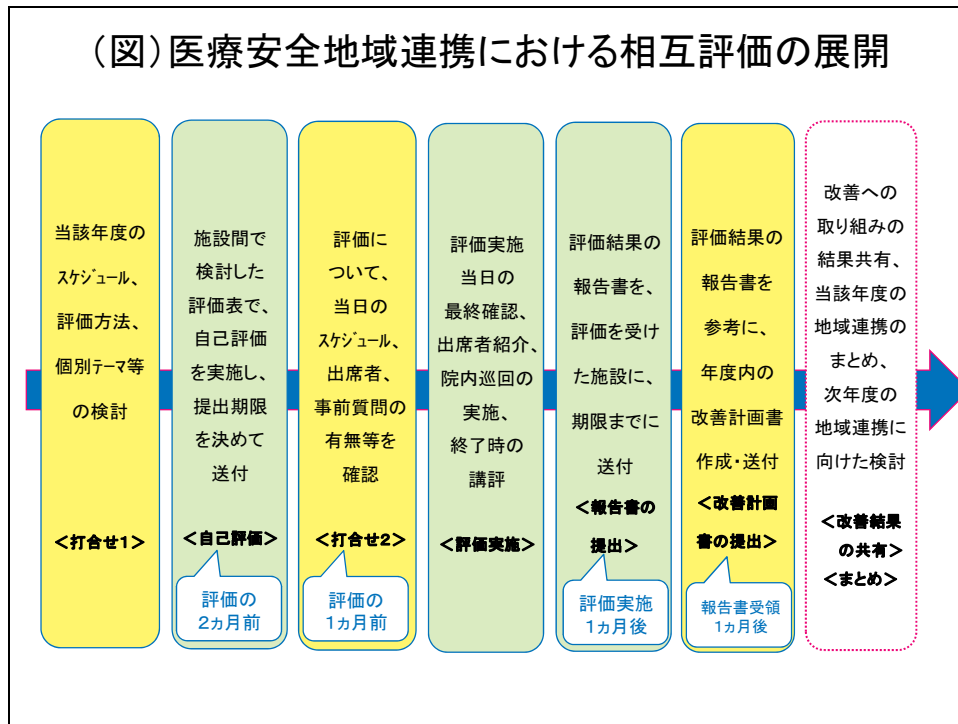 （図）医療安全地域連携における相互評価の展開
当該年度の
ｽｹｼﾞｭｰﾙ、
評価方法、
個別テーマ等
の検討
＜打合せ1＞
施設間で
検討した
評価表で、
自己評価
を実施し、
提出期限
を決めて
送付
＜自己評価＞
評価の
2ヵ月前
評価に
ついて、
当日の
ｽｹｼﾞｭｰﾙ、
出席者、
事前質問の
有無等を
確認
＜打合せ2＞
評価の
1ヵ月前
評価実施
当日の
最終確認、
出席者紹介、
院内巡回の
実施、
終了時の
講評
＜評価実施＞
評価結果の
報告書を、
評価を受け
た施設に、
期限までに
送付
＜報告書の
提出＞
評価実施
1ヵ月後
評価結果の
報告書を
参考に、
年度内の
改善計画書
作成・送付
＜改善計画
書の提出＞
報告書受領
1ヵ月後
改善への
取り組みの
結果共有、
当該年度の
地域連携の
まとめ、
次年度の
地域連携に
向けた検討
＜改善結果
の共有＞
＜まとめ＞